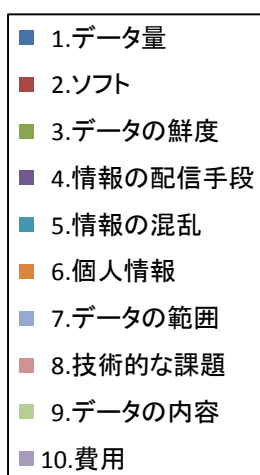 1.データ量
2.ソフト
3.データの鮮度
4.情報の配信手段
5.情報の混乱
6.個人情報
7.データの範囲
8.技術的な課題
9.データの内容
10.費用